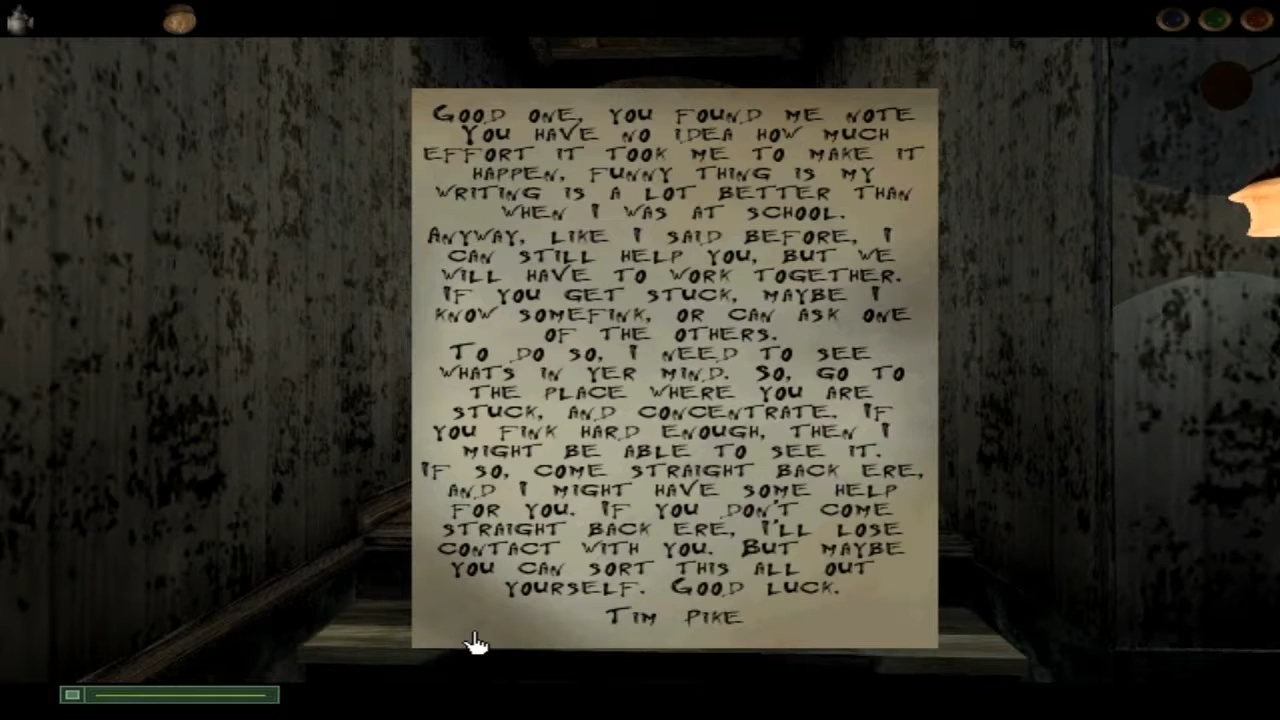 Good one, you found me note
You have no idea how much
effort it took me to make it
happen, funny thing is my
writing is a lot better than
when I was at school.
Anyway, like I said before, I
can still help you, but we
will have to work together.
If you get stuck, maybe I
know somefink, or can ask one
of the others.
To do so, I need to see
what's in yer mind. So, go to
the place where you are
stuck, and concentrate. If
you fink hard enough, then I
might be able to see it.
If so, come straight back ere,
and I might have some help
for you. If you don't come
straight back ere, I'll lose
contact with you. But maybe
you can sort this all out
yourself. Good luck.
Tim Pike